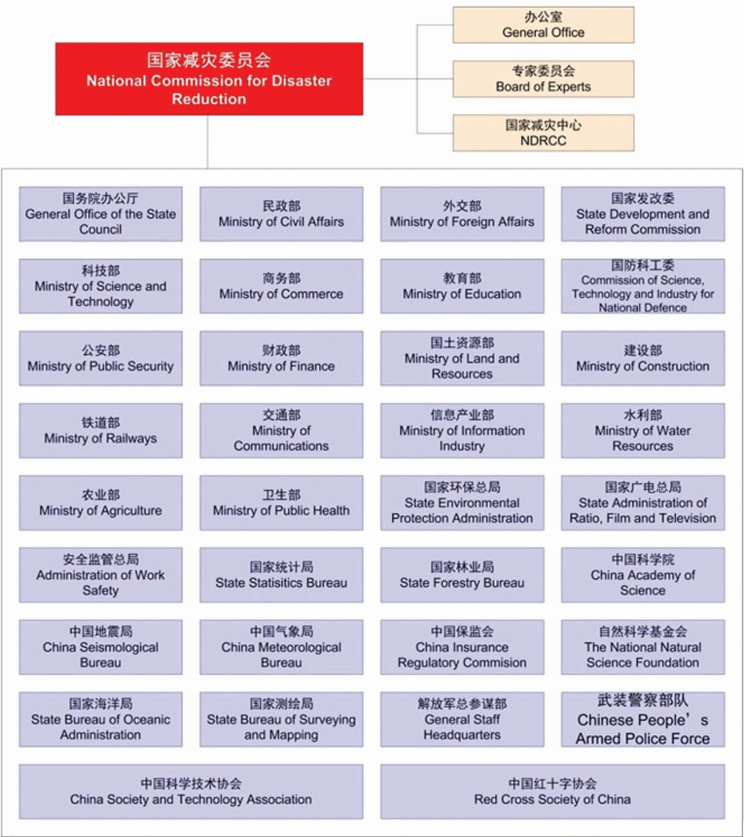 国家减灾委员会
National Commission for Disaster
Reduction
办公室
General Office
专家委员会
Board of Experts
国家减灾中心
NDRCC
国务院办公厅
General Office of the State
Council
民政部
Ministry of Civil Affairs
外交部
Ministry of Foreign Affairs
国家发改委
State Development and
Reform Commission
科技部
Ministry of Science and
Technology
商务部
Ministry of Commerce
教育部
Ministry of Education
国防科工委
Commission of Science,
Technology and Industry for
National Defence
公安部
Ministry of Public Security
财政部
Ministry of Finance
国土资源部
Ministry of Land and
Resources
建设部
Ministry of Construction
铁道部
Ministry of Railways
交通部
Ministry of
Communications
信息产业部
Ministry of Information
Industry
水利部
Ministry of Water
Resources
农业部
Ministry of Agriculture
卫生部
Ministry of Public Health
国家环保总局
State Environmental
Protection Administration
国家广电总局
State Administration of
Ratio, Film and Television
安全监管总局
Administration of Work
Safety
国家统计局
State Statisitics Bureau
国家林业局
State Forestry Bureau
中国科学院
China Academy of
Science
中国地震局
China Seismological
Bureau
中国气象局
China Meteorological
Bureau
中国保监会
China Insurance
Regulatory Commision
自然科学基金会
The National Natural
Science Foundation
国家海洋局
State Bureau of Oceanic
Administration
国家测绘局
State Bureau of Surveying
and Mapping
解放军总参谋部
General Staff
Headquarters
武装警察部队
Chinese People’s
Armed Police Force
中国科学技术协会
China Society and Technology Association
中国红十字协会
Red Cross Society of China